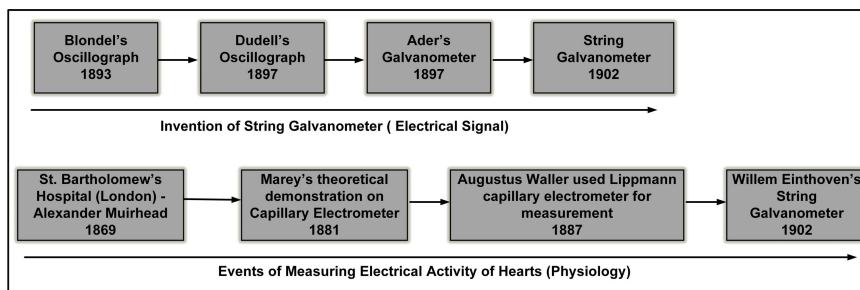 Blondel's
Oscillograph
1893
Dudell's
Oscillograph
1897
Ader's
Galvanometer
1897
String
Galvanometer
1902
Invention of String Galvanometer ( Electrical Signal)
St. Bartholomew's
Hospital (London) -
Alexander Muirhead
1869
Marey's theoretical
demonstration on
Capillary Electrometer
1881
Augustus Waller used Lippmann
capillary electrometer for
measurement
1887
Willem Einthoven's
String
Galvanometer
1902
Events of Measuring Electrical Activity of Hearts (Physiology)